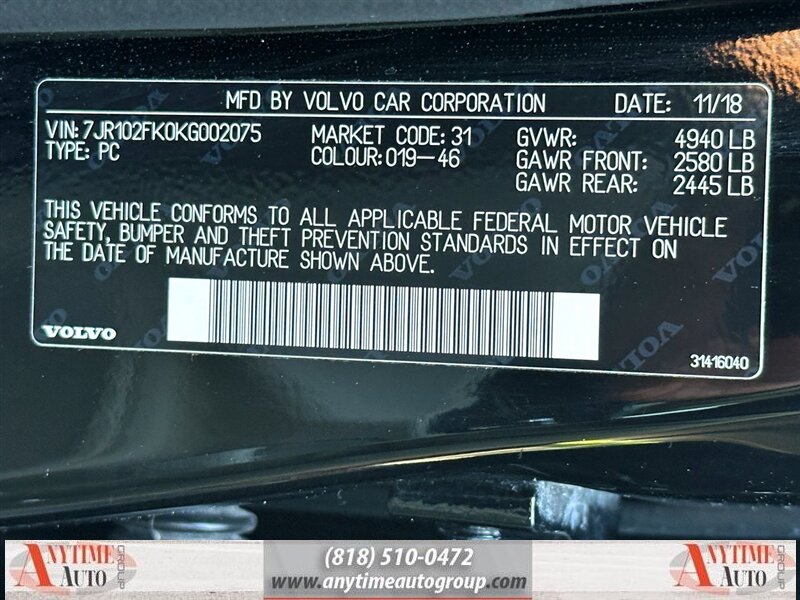 MFD BY VOLVO CAR CORPORATION DATE: 11/18
VIN: 7JR102FK0KG002075 MARKET CODE: 31 GVWR: 4940 LB
TYPE: PC COLOUR: 019-46 GAWR FRONT: 2580 LB
GAWR REAR: 2445 LB
THIS VEHICLE CONFORMS TO ALL APPLICABLE FEDERAL MOTOR VEHICLE
SAFETY, BUMPER AND THEFT PREVENTION STANDARDS IN EFFECT ON
THE DATE OF MANUFACTURE SHOWN ABOVE.
VOLVO
31416040
ANYTIME AUTO GROUP
(818) 510-0472
www.anytimeautogroup.com
ANYTIME AUTO GROUP